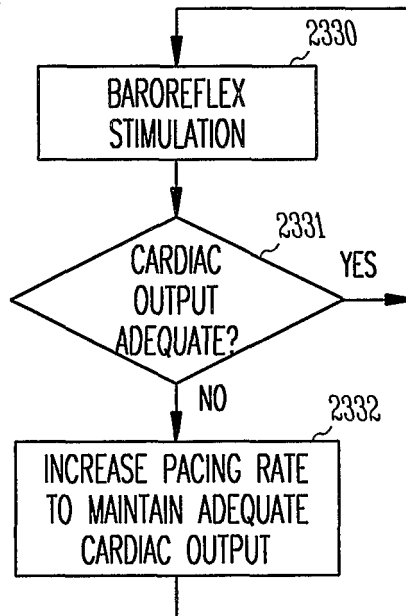 2330
BAROREFLEX
STIMULATION
2331
CARDIAC
OUTPUT
ADEQUATE?
YES
NO
2332
INCREASE PACING RATE
TO MAINTAIN ADEQUATE
CARDIAC OUTPUT